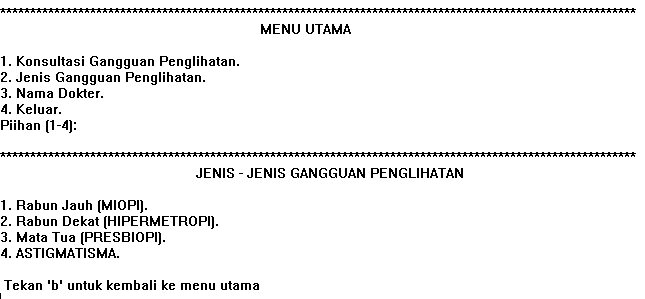 ******************************************************************************************************
MENU UTAMA
1. Konsultasi Gangguan Penglihatan.
2. Jenis Gangguan Penglihatan.
3. Nama Dokter.
4. Keluar.
Piihan (1-4):
******************************************************************************************************
JENIS - JENIS GANGGUAN PENGLIHATAN
1. Rabun Jauh (MIOPI).
2. Rabun Dekat (HIPERMETROPI).
3. Mata Tua (PRESBIOPI).
4. ASTIGMATISMA.
Tekan 'b' untuk kembali ke menu utama